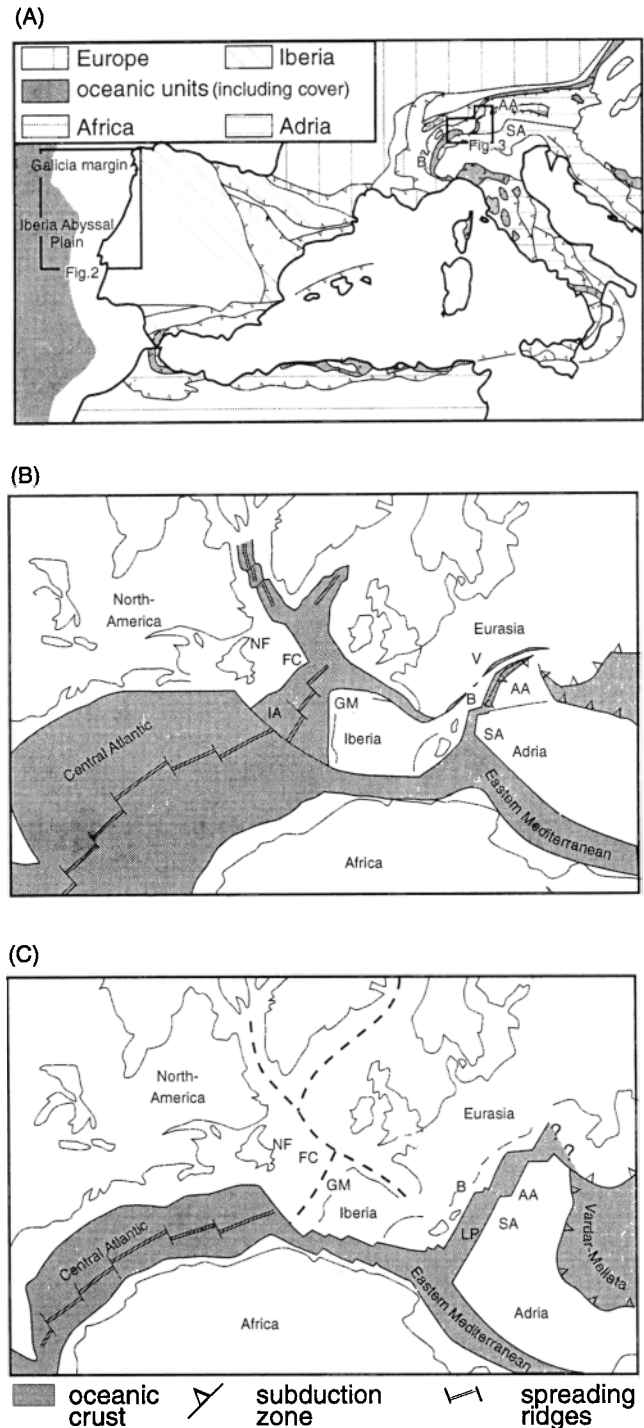 (A)
Europe
Iberia
oceanic units (including cover)
Africa
Adria
Galicia margin
Iberia Abyssal
Plain
Fig.2
AA
SA
Fig. 3
B
(B)
North-
America
NF
FC
IA
Central Atlantic
GM
Iberia
Eurasia
V
B
AA
SA
Adria
Eastern Mediterranean
Africa
(C)
North-
America
NF
FC
GM
Iberia
Eurasia
B
?
?
AA
SA
LP
Vardar-Meliata
Central Atlantic
Eastern Mediterranean
Adria
Africa
oceanic
crust
subduction
zone
spreading
ridges